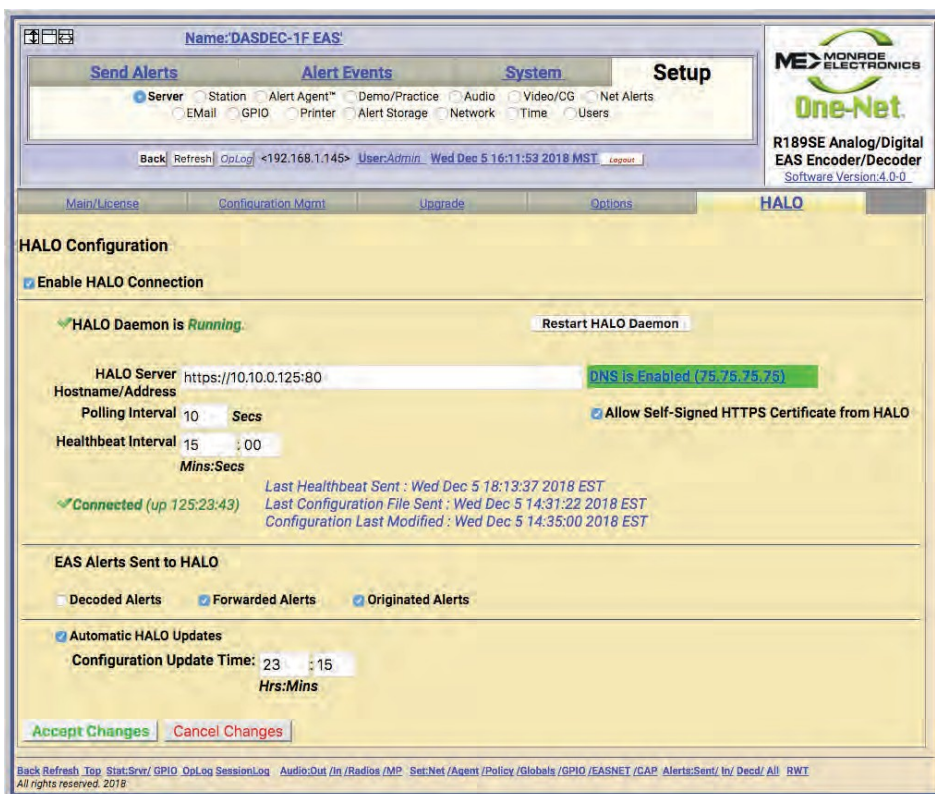 Name:'DASDEC-1F EAS'
Send Alerts Alert Events System Setup
Server Station Alert Agent™ Demo/Practice Audio Video/CG Net Alerts
EMail GPIO Printer Alert Storage Network Time Users
Back Refresh OpLog <192.168.1.145> User:Admin Wed Dec 5 16:11:53 2018 MST Logout
MONROE
ELECTRONICS
One-Net
R189SE Analog/Digital
EAS Encoder/Decoder
Software Version:4.0-0
Main/License Configuration Mgmt Upgrade Options HALO
HALO Configuration
Enable HALO Connection
HALO Daemon is Running. Restart HALO Daemon
HALO Server
Hostname/Address https://10.10.0.125:80 DNS is Enabled (75.75.75.75)
Polling Interval 10 Secs Allow Self-Signed HTTPS Certificate from HALO
Healthbeat Interval 15 : 00
Mins:Secs
Connected (up 125:23:43)
Last Healthbeat Sent : Wed Dec 5 18:13:37 2018 EST
Last Configuration File Sent : Wed Dec 5 14:31:22 2018 EST
Configuration Last Modified : Wed Dec 5 14:35:00 2018 EST
EAS Alerts Sent to HALO
Decoded Alerts Forwarded Alerts Originated Alerts
Automatic HALO Updates
Configuration Update Time: 23 : 15
Hrs:Mins
Accept Changes Cancel Changes
Back Refresh Top Stat:Srvr/ GPIO OpLog SessionLog Audio:Out /In /Radios /MP Set:Net /Agent /Policy /Globals /GPIO /EASNET /CAP Alerts:Sent/ In/ Decd/ All RWT
All rights reserved. 2018